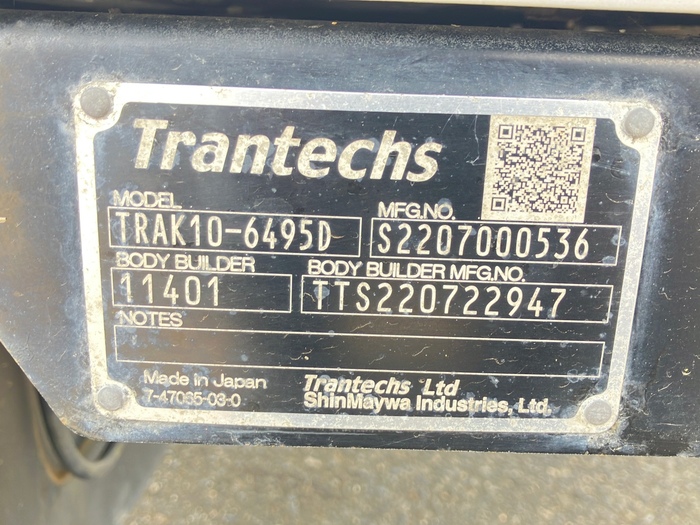 Trantechs
MODEL MFG.NO.
TRAK10-6495D S2207000536
BODY BUILDER BODY BUILDER MFG.NO.
11401 TTS220722947
NOTES
Made in Japan Trantechs Ltd
7-47065-03-0 ShinMaywa Industries, Ltd.